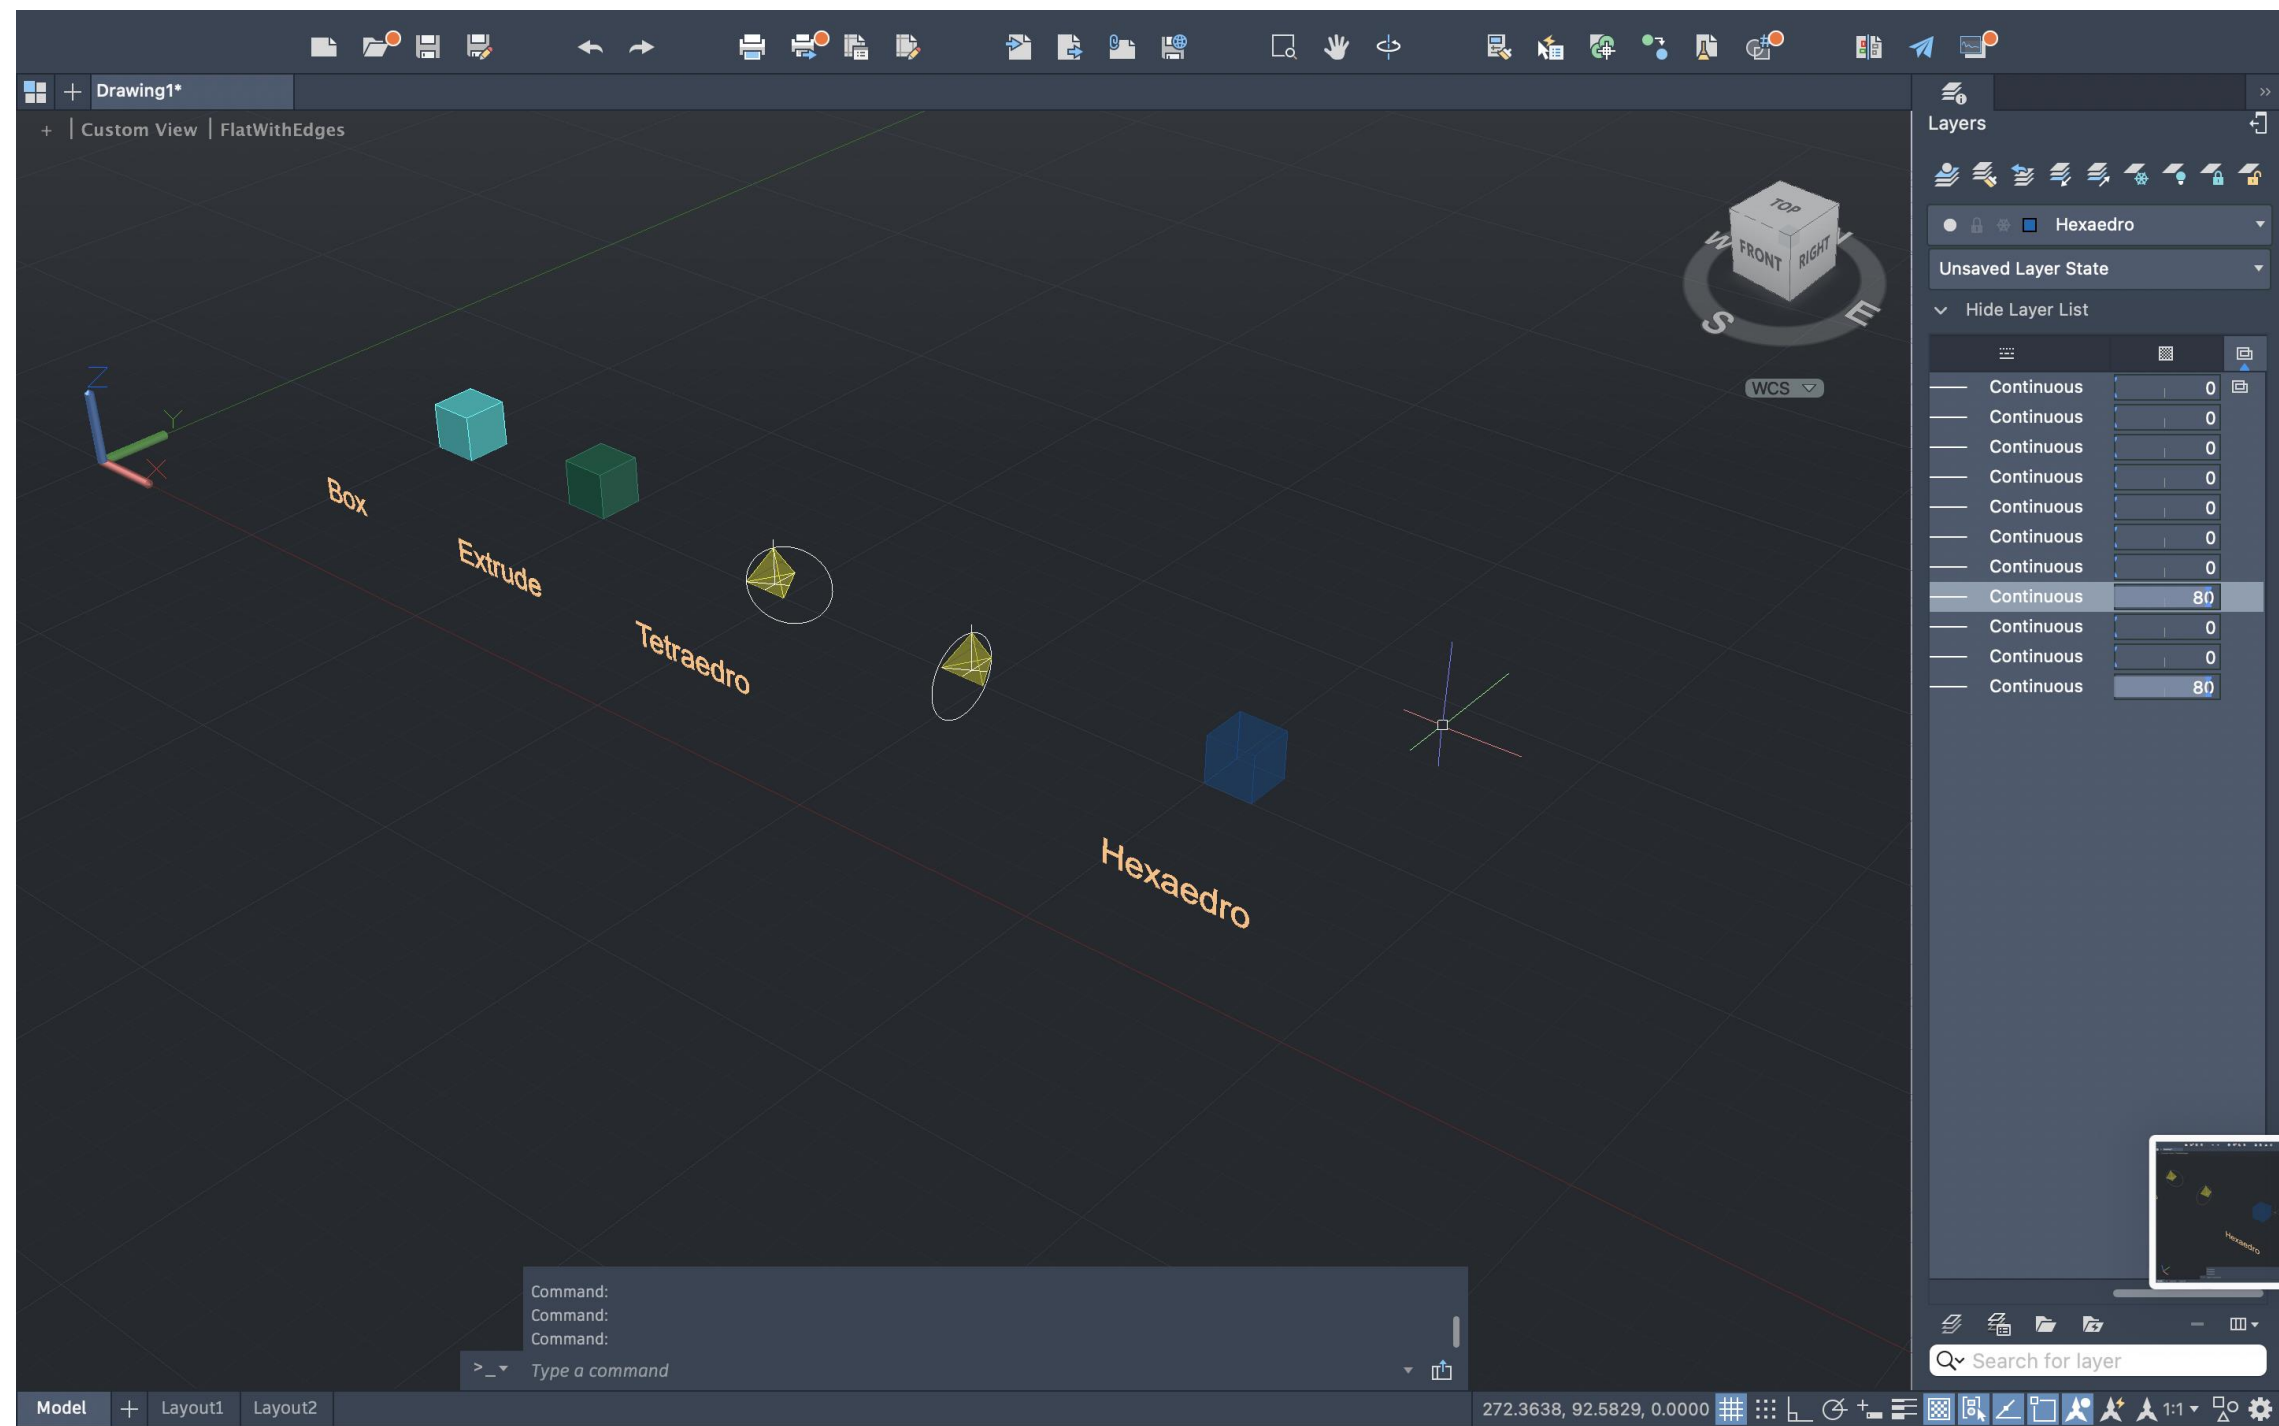 Drawing1*
+ | Custom View | FlatWithEdges
TOP
FRONT
RIGHT
W
S
E
WCS
Z
Y
X
Box
Extrude
Tetraedro
Hexaedro
Layers
Hexaedro
Unsaved Layer State
Hide Layer List
Continuous 0
Continuous 0
Continuous 0
Continuous 0
Continuous 0
Continuous 0
Continuous 0
Continuous 80
Continuous 0
Continuous 0
Continuous 80
Hexaedro
Search for layer
Command:
Command:
Command:
>_ Type a command
Model
Layout1
Layout2
272.3638, 92.5829, 0.0000
1:1